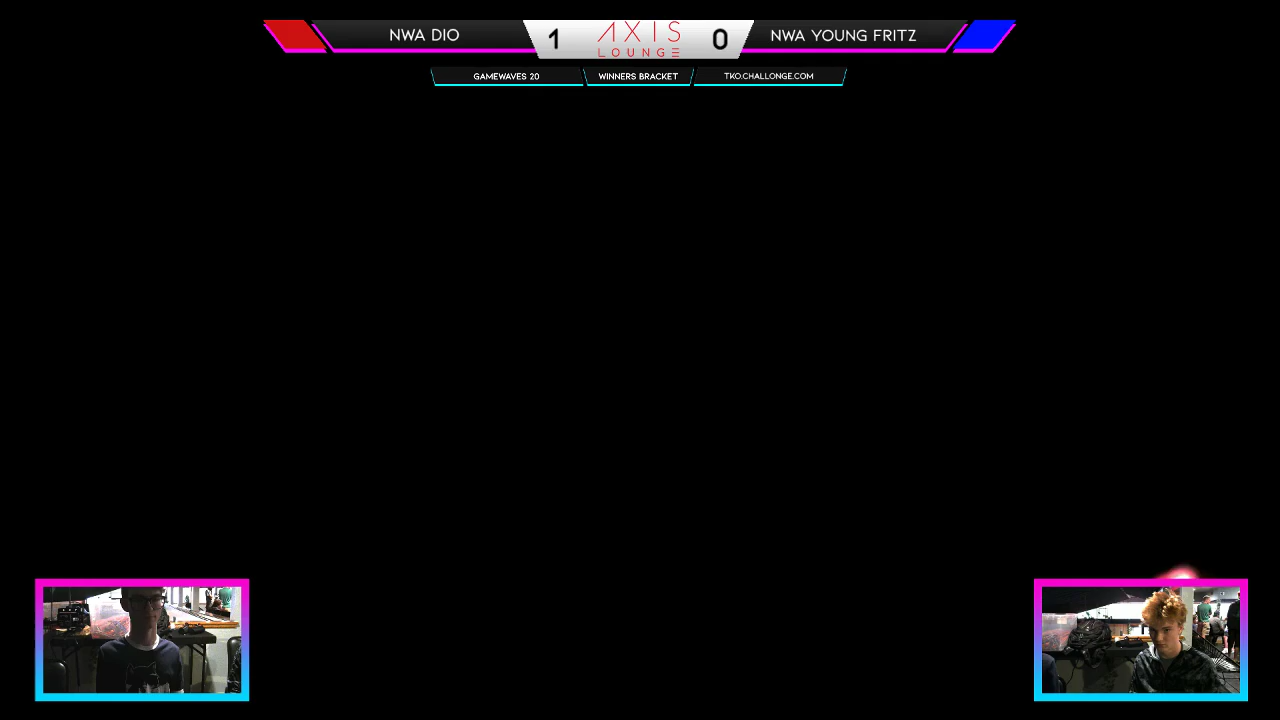 NWA DIO
1
AXIS
LOUNGE
0
NWA YOUNG FRITZ
GAMEWAVES 20
WINNERS BRACKET
TKO.CHALLONGE.COM